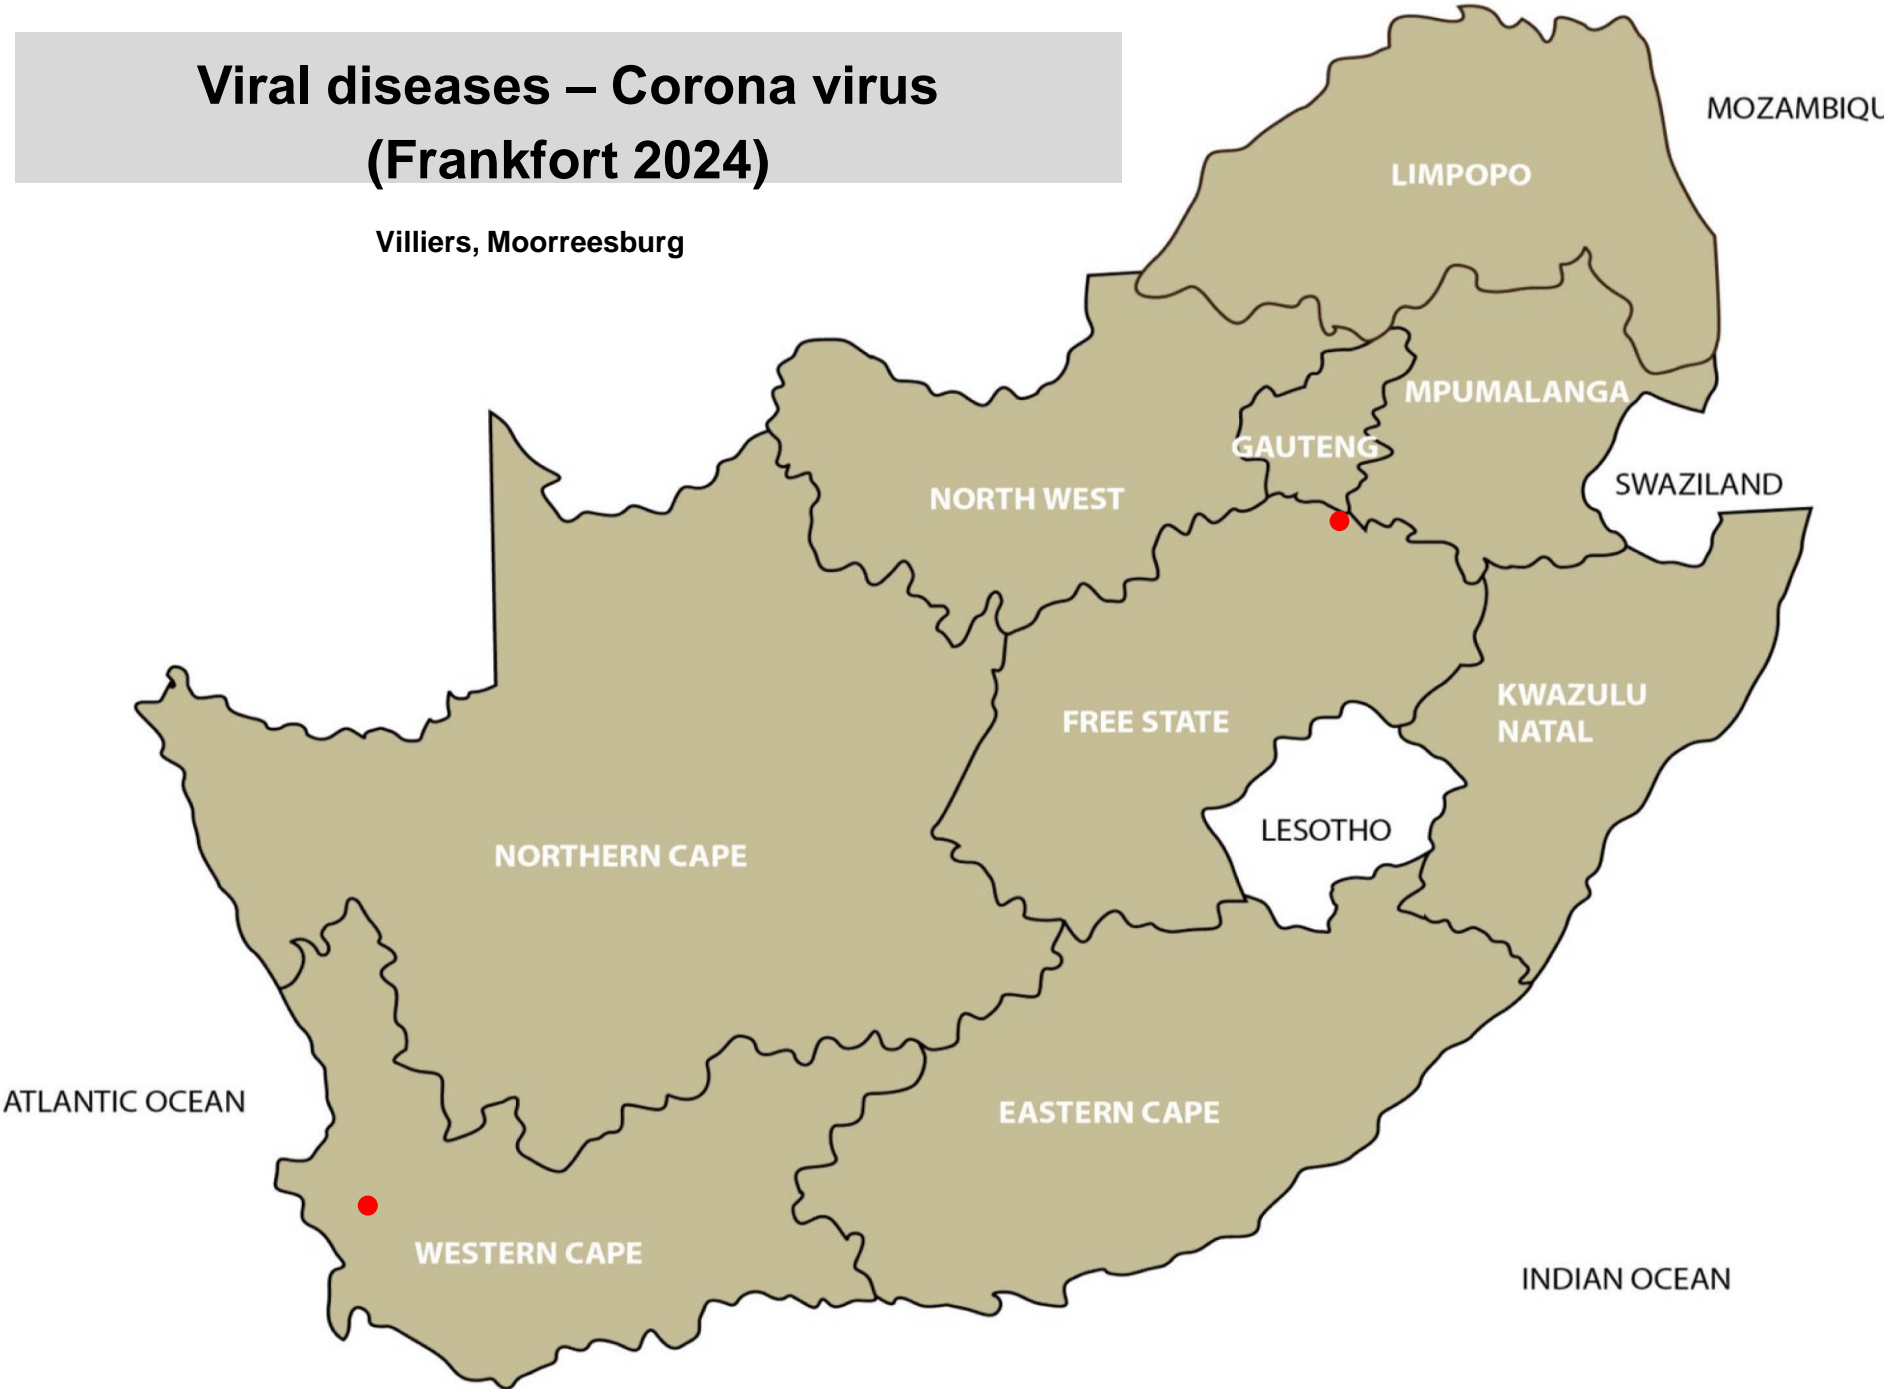 Viral diseases – Corona virus
(Frankfort 2024)
Villiers, Moorreesburg
MOZAMBIQU
LIMPOPO
MPUMALANGA
GAUTENG
SWAZILAND
NORTH WEST
KWAZULU
NATAL
FREE STATE
LESOTHO
NORTHERN CAPE
ATLANTIC OCEAN
EASTERN CAPE
WESTERN CAPE
INDIAN OCEAN